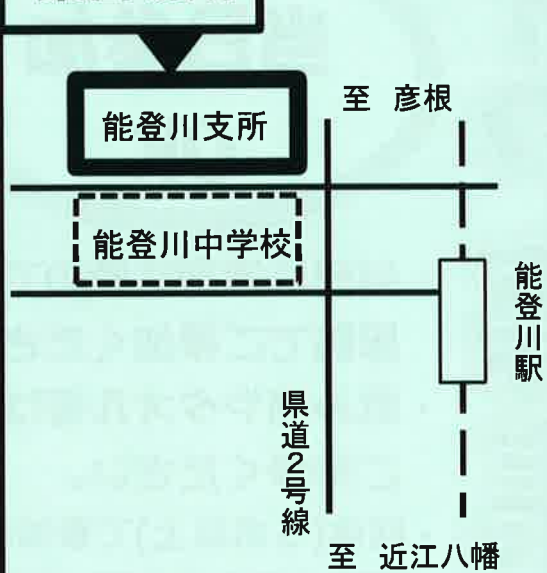 至 彦根
能登川支所
能登川中学校
能登川駅
県道2号線
至 近江八幡